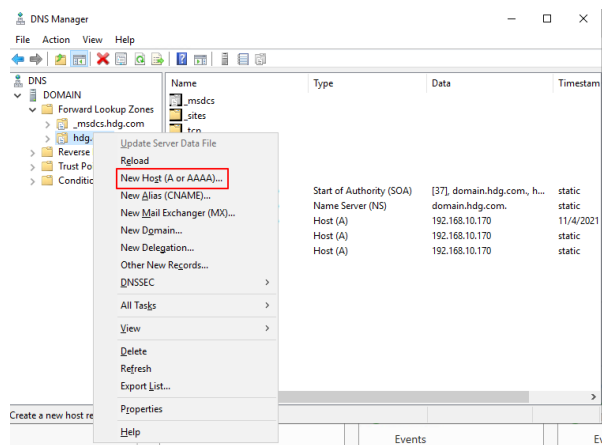 DNS Manager
File Action View Help
DNS
DOMAIN
Forward Lookup Zones
_msdcs.hdg.com
hdg.
Reverse
Trust Po
Conditic
Name Type Data Timestam
_msdcs
_sites
_tcp
Start of Authority (SOA) [37], domain.hdg.com., h... static
Name Server (NS) domain.hdg.com. static
Host (A) 192.168.10.170 11/4/2021
Host (A) 192.168.10.170 static
Host (A) 192.168.10.170 static
Update Server Data File
Reload
New Host (A or AAAA)...
New Alias (CNAME)...
New Mail Exchanger (MX)...
New Domain...
New Delegation...
Other New Records...
DNSSEC
All Tasks
View
Delete
Refresh
Export List...
Properties
Help
Create a new host re
Events